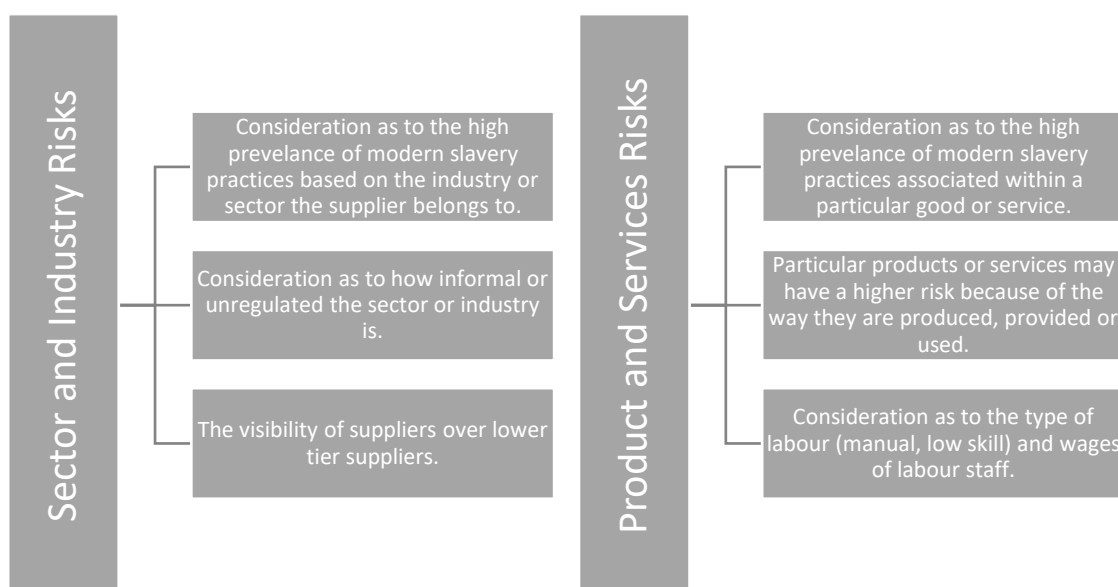 Sector and Industry Risks
Consideration as to the high
prevelance of modern slavery
practices based on the industry or
sector the supplier belongs to.
Consideration as to how informal or
unregulated the sector or industry
is.
The visibility of suppliers over lower
tier suppliers.
Product and Services Risks
Consideration as to the high
prevelance of modern slavery
practices associated within a
particular good or service.
Particular products or services may
have a higher risk because of the
way they are produced, provided or
used.
Consideration as to the type of
labour (manual, low skill) and wages
of labour staff.